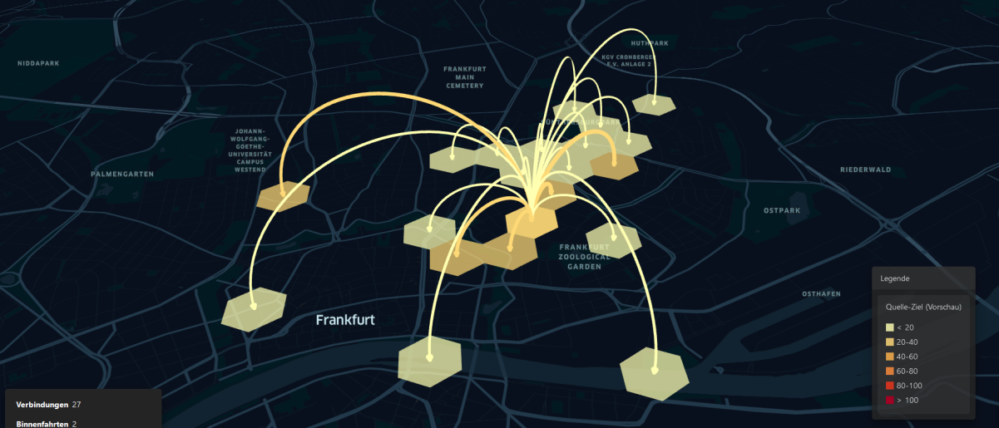 HUTHPARK
NIDDAPARK
KGV CRONBERGER
E.V. ANLAGE 2
FRANKFURT
MAIN
CEMETERY
JOHANN-
WOLFGANG-
GOETHE-
UNIVERSITÄT
CAMPUS
WESTEND
PALMENGARTEN
RIEDERWALD
OSTPARK
FRANKFURT
ZOOLOGICAL
GARDEN
OSTHAFEN
Frankfurt
Legende
Quelle-Ziel (Vorschau)
< 20
20-40
40-60
60-80
80-100
> 100
Verbindungen 27
Binnenfahrten 2